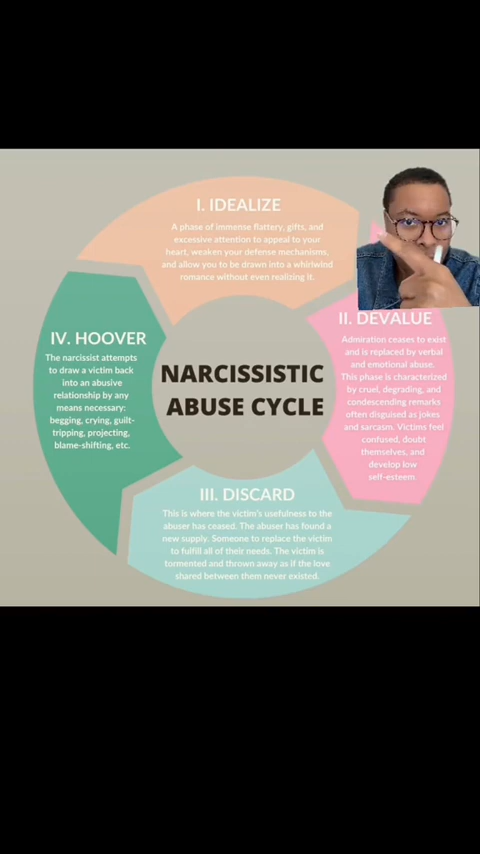 I. IDEALIZE
A phase of immense flattery, gifts, and
excessive attention to appeal to your
heart, weaken your defense mechanisms,
and allow you to be drawn into a whirlwind
romance without even realizing it.
II. DEVALUE
Admiration ceases to exist
and is replaced by verbal
and emotional abuse.
This phase is characterized
by cruel, degrading, and
condescending remarks
often disguised as jokes
and sarcasm. Victims feel
confused, doubt
themselves, and
develop low
self-esteem.
NARCISSISTIC
ABUSE CYCLE
III. DISCARD
This is where the victim's usefulness to the
abuser has ceased. The abuser has found a
new supply. Someone to replace the victim
to fulfill all of their needs. The victim is
tormented and thrown away as if the love
shared between them never existed.
IV. HOOVER
The narcissist attempts
to draw a victim back
into an abusive
relationship by any
means necessary:
begging, crying, guilt-
tripping, projecting,
blame-shifting, etc.